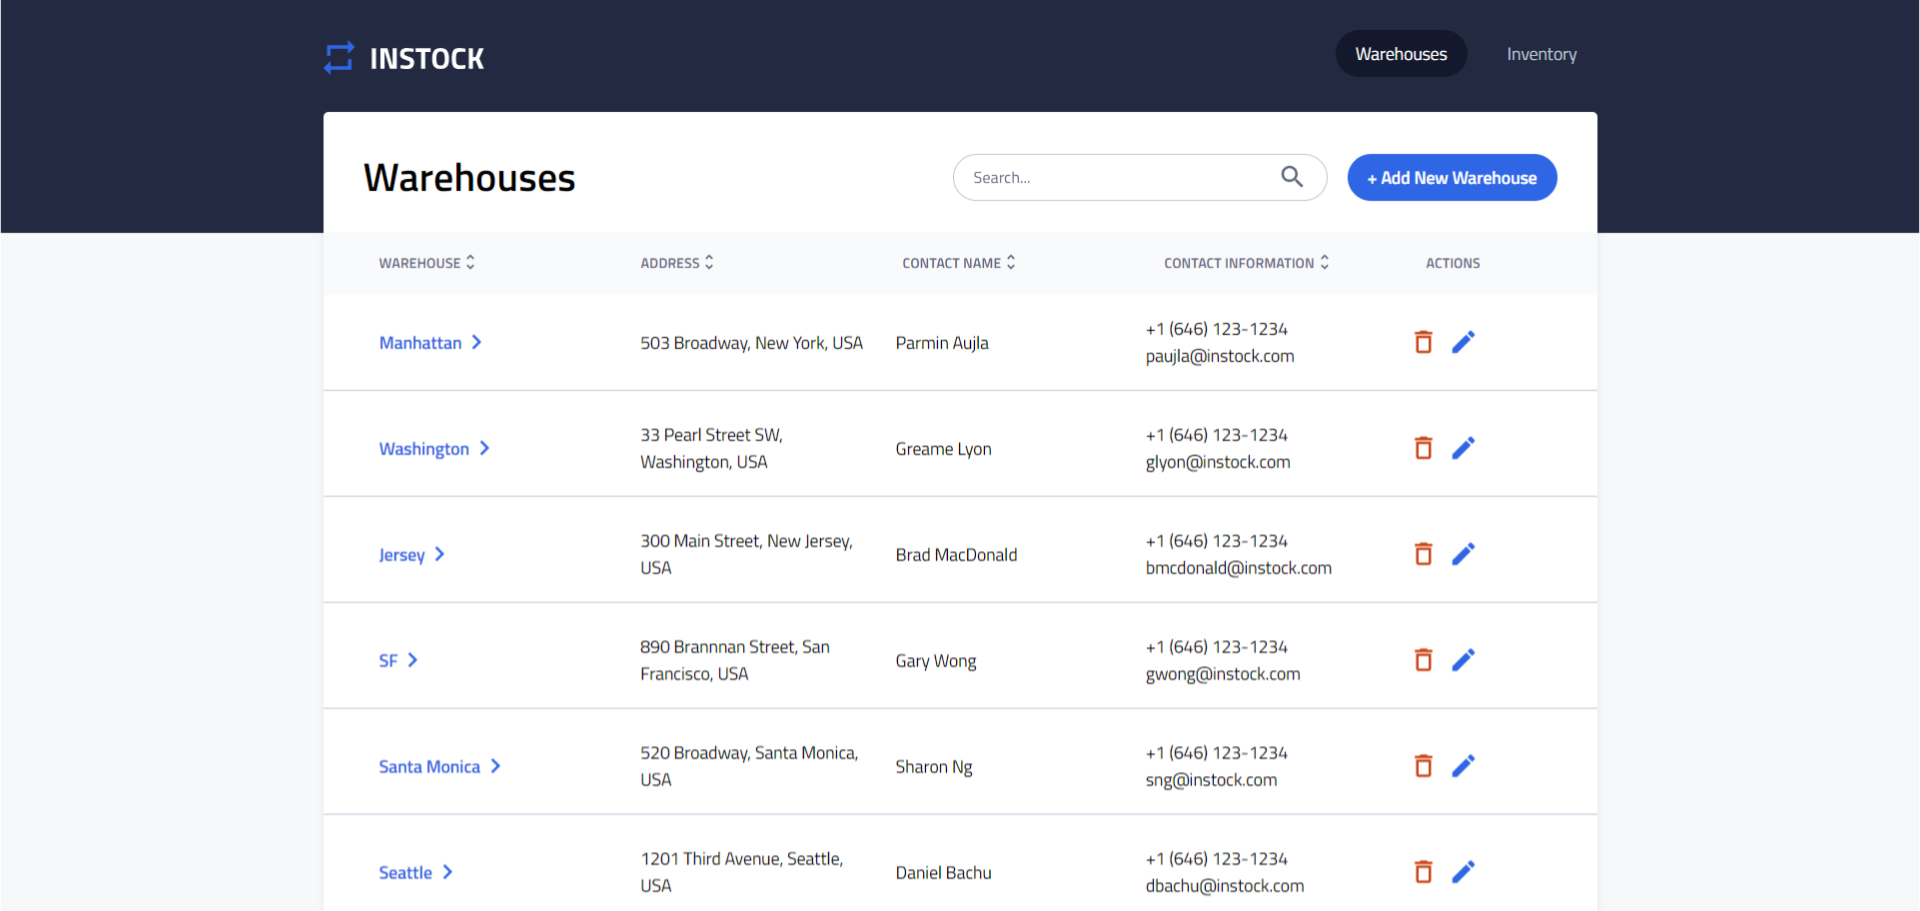 INSTOCK
Warehouses
Inventory
Warehouses
Search...
+ Add New Warehouse
WAREHOUSE
ADDRESS
CONTACT NAME
CONTACT INFORMATION
ACTIONS
Manhattan
503 Broadway, New York, USA
Parmin Aujla
+1 (646) 123-1234
paujla@instock.com
Washington
33 Pearl Street SW,
Washington, USA
Greame Lyon
+1 (646) 123-1234
glyon@instock.com
Jersey
300 Main Street, New Jersey,
USA
Brad MacDonald
+1 (646) 123-1234
bmcdonald@instock.com
SF
890 Brannnan Street, San
Francisco, USA
Gary Wong
+1 (646) 123-1234
gwong@instock.com
Santa Monica
520 Broadway, Santa Monica,
USA
Sharon Ng
+1 (646) 123-1234
sng@instock.com
Seattle
1201 Third Avenue, Seattle,
USA
Daniel Bachu
+1 (646) 123-1234
dbachu@instock.com